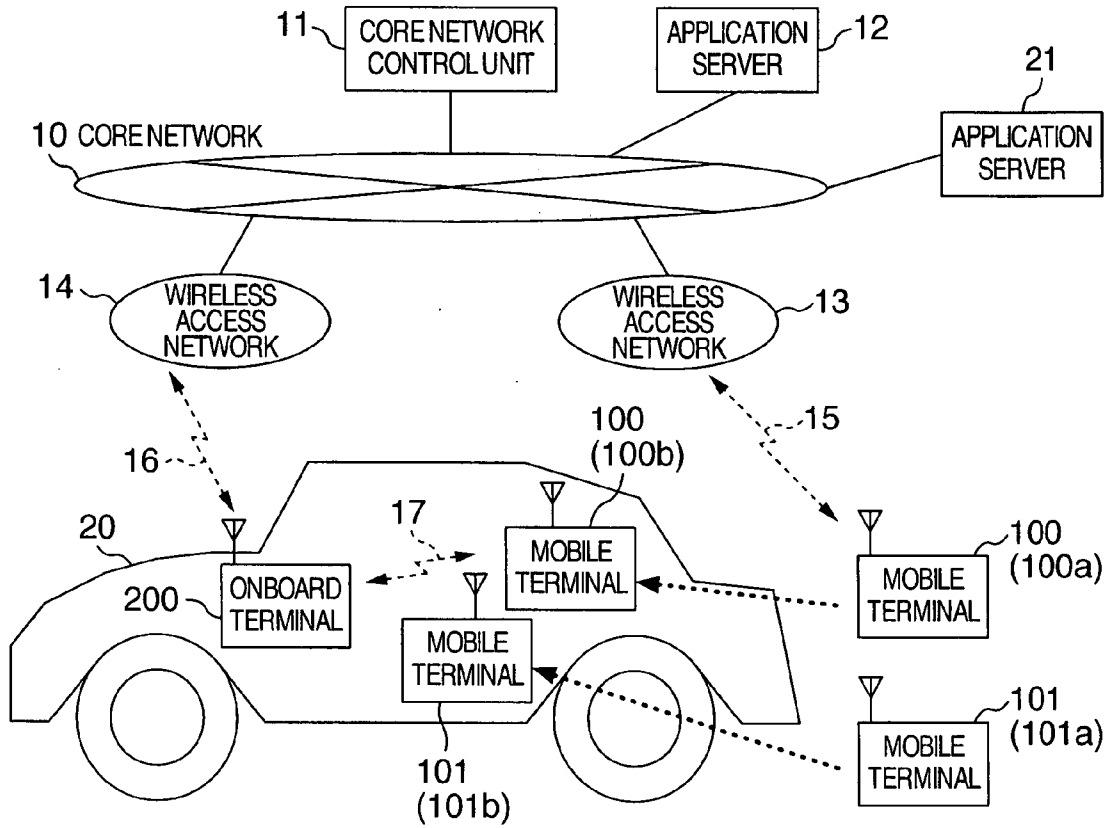 11
CORE NETWORK
CONTROL UNIT
APPLICATION
SERVER
12
21
APPLICATION
SERVER
10 CORE NETWORK
14
WIRELESS
ACCESS
NETWORK
WIRELESS
ACCESS
NETWORK
13
16
15
100
(100b)
17
20
200
ONBOARD
TERMINAL
MOBILE
TERMINAL
MOBILE
TERMINAL
100
(100a)
MOBILE
TERMINAL
101
(101b)
MOBILE
TERMINAL
101
(101a)